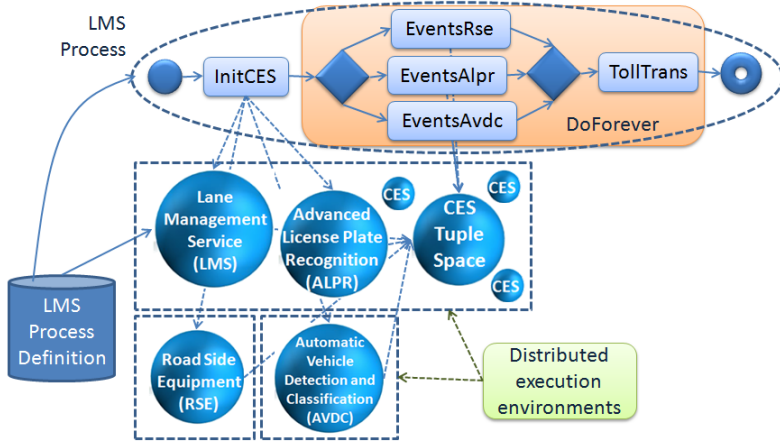 LMS
Process
InitCES
EventsRse
EventsAlpr
EventsAvdc
TollTrans
DoForever
Lane
Management
Service
(LMS)
Advanced
License Plate
Recognition
(ALPR)
CES
CES
CES
Tuple
Space
CES
LMS
Process
Definition
Road Side
Equipment
(RSE)
Automatic
Vehicle
Detection and
Classification
(AVDC)
Distributed
execution
environments